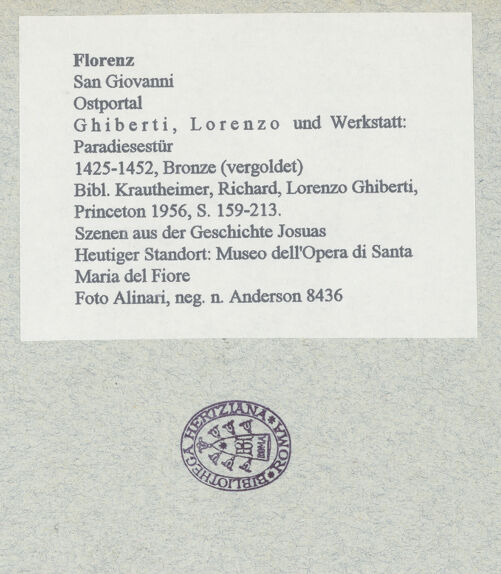 Florenz
San Giovanni
Ostportal
Ghiberti, Lorenzo und Werkstatt:
Paradiesestür
1425-1452, Bronze (vergoldet)
Bibl. Krautheimer, Richard, Lorenzo Ghiberti,
Princeton 1956, S. 159-213.
Szenen aus der Geschichte Josuas
Heutiger Standort: Museo dell'Opera di Santa
Maria del Fiore
Foto Alinari, neg. n. Anderson 8436
BIBLIOTHECA HERTZIANA * ROMA *
ROMA